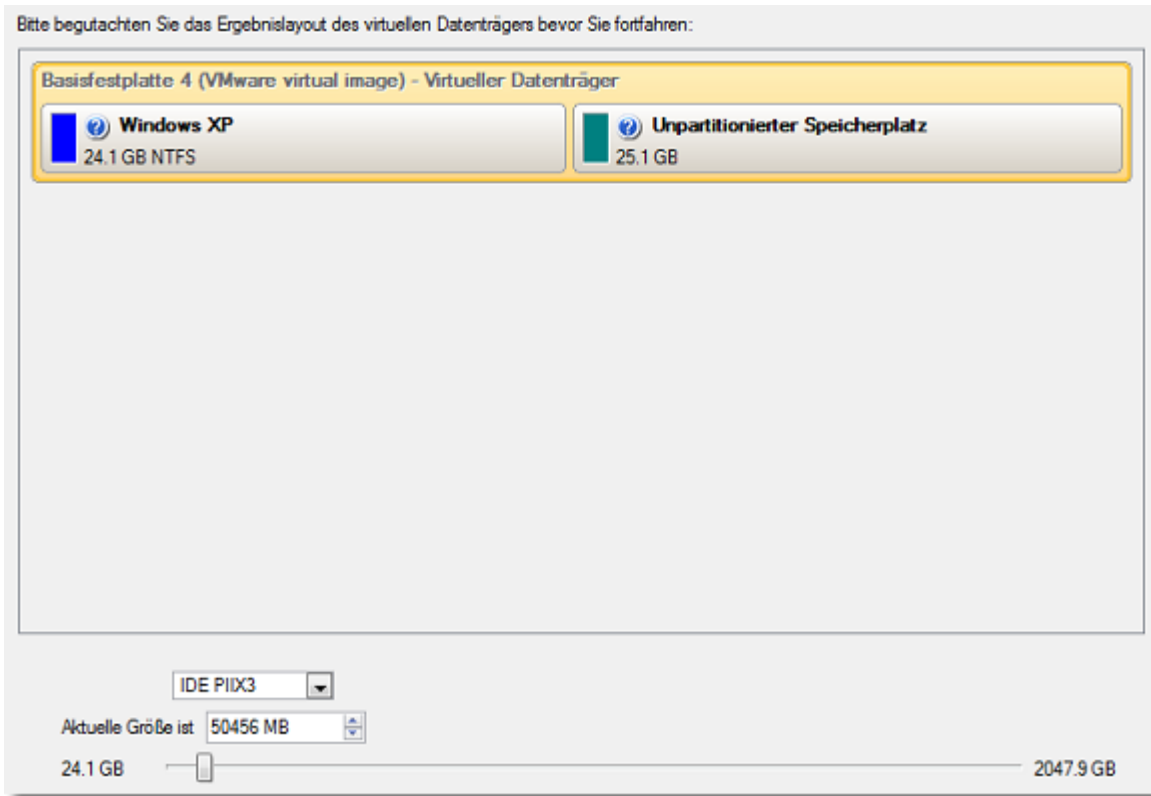 Bitte begutachten Sie das Ergebnislayout des virtuellen Datenträgers bevor Sie fortfahren:
Basisfestplatte 4 (VMware virtual image) - Virtueller Datenträger
Windows XP
24.1 GB NTFS
Unpartitionierter Speicherplatz
25.1 GB
IDE PIIX3
Aktuelle Größe ist 50456 MB
24.1 GB 2047.9 GB